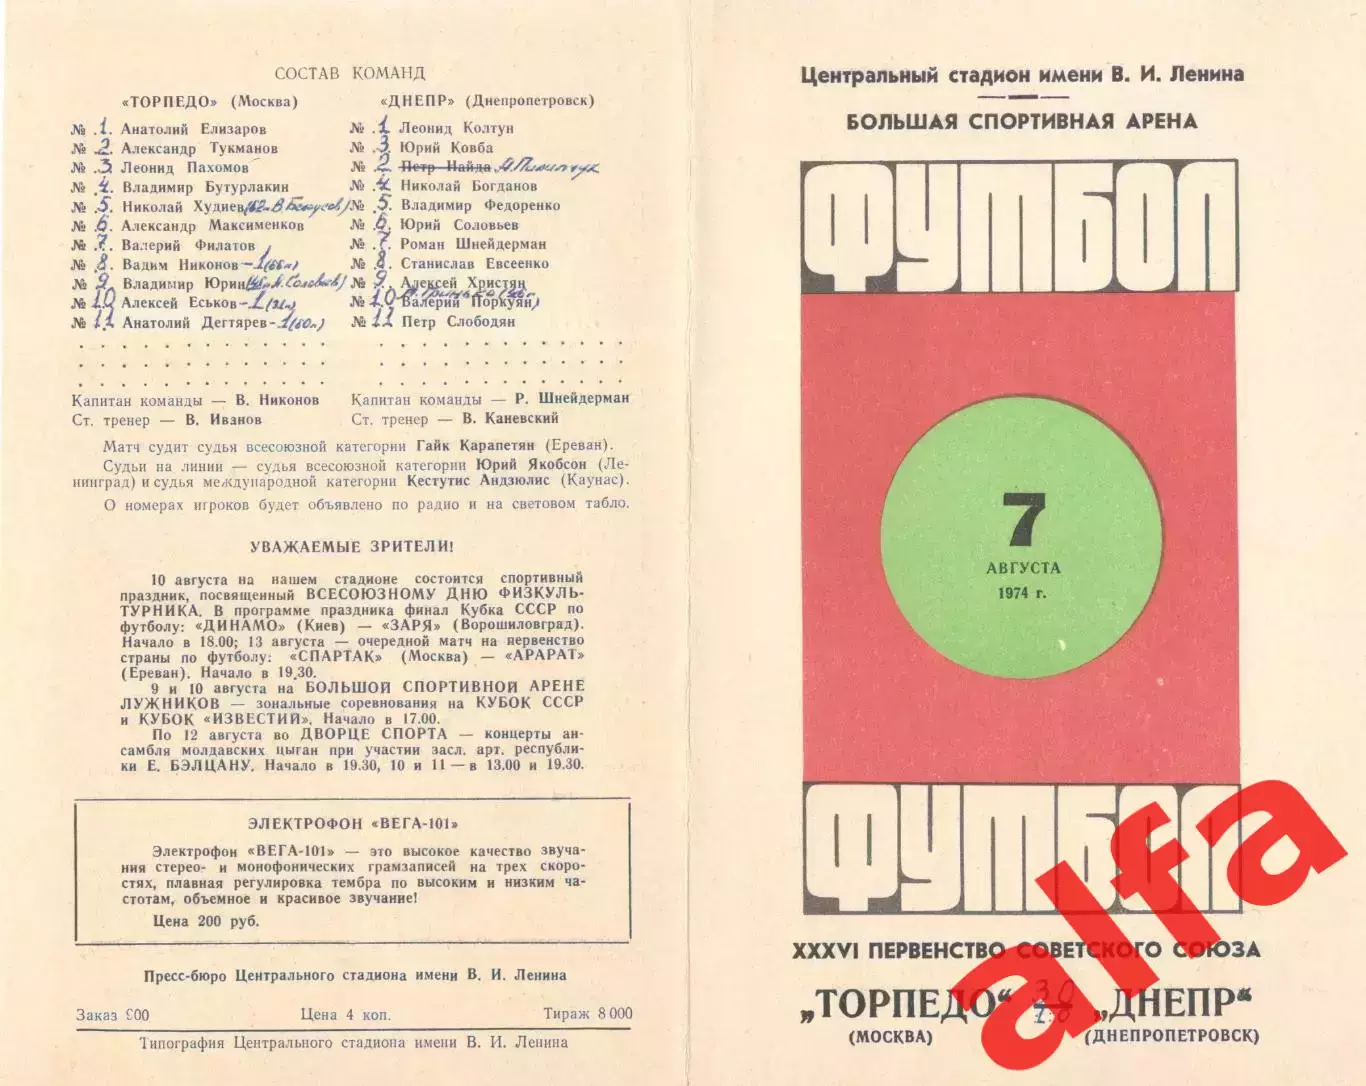 СОСТАВ КОМАНД
«ТОРПЕДО» (Москва)
№ 1. Анатолий Елизаров
№ 2. Александр Тукманов
№ 3. Леонид Пахомов
№ 4. Владимир Бутурлакин
№ 5. Николай Худиев (62м В Белоусов)
№ 6. Александр Максименков
№ 7. Валерий Филатов
№ 8. Вадим Никонов – 1 (66м)
№ 9. Владимир Юрин
№ 10. Алексей Еськов – 1
№ 11. Анатолий Дегтярев – 1 (60м)
Капитан команды — В. Никонов
Ст. тренер — В. Иванов
«ДНЕПР» (Днепропетровск)
№ 1 Леонид Колтун
№ 3. Юрий Ковба
№ 2. Петр Найда А.Пилипчук
№ 4. Николай Богданов
№ 5. Владимир Федоренко
№ 6. Юрий Соловьев
№ 7. Роман Шнейдерман
№ 8. Станислав Евсеенко
№ 9. Алексей Христян
№ 10 Валерий Поркуян
№ 11 Петр Слободян
Капитан команды — Р. Шнейдерман
Ст. тренер — В. Каневский
Матч судит судья всесоюзной категории Гайк Карапетян (Ереван).
Судьи на линии — судья всесоюзной категории Юрий Якобсон (Ле-
нинград) и судья международной категории Кестутис Андзюлис (Каунас).
О номерах игроков будет объявлено по радио и на световом табло.
УВАЖАЕМЫЕ ЗРИТЕЛИ!
10 августа на нашем стадионе состоится спортивный
праздник, посвященный ВСЕСОЮЗНОМУ ДНЮ ФИЗКУЛЬ-
ТУРНИКА. В программе праздника финал Кубка СССР по
футболу: «ДИНАМО» (Киев) — «ЗАРЯ» (Ворошиловград).
Начало в 18.00; 13 августа — очередной матч на первенство
страны по футболу: «СПАРТАК» (Москва) — «АРАРАТ»
(Ереван). Начало в 19.30.
9 и 10 августа на БОЛЬШОЙ СПОРТИВНОЙ АРЕНЕ
ЛУЖНИКОВ — зональные соревнования на КУБОК СССР
и КУБОК «ИЗВЕСТИЙ». Начало в 17.00.
По 12 августа во ДВОРЦЕ СПОРТА — концерты ан-
самбля молдавских цыган при участии засл. арт. республи-
ки Е. БЭЛЦАНУ. Начало в 19.30, 10 и 11 — в 13.00 и 19.30.
ЭЛЕКТРОФОН «ВЕГА-101»
Электрофон «ВЕГА-101» — это высокое качество звуча-
ния стерео- и монофонических грамзаписей на трех скоро-
стях, плавная регулировка тембра по высоким и низким час-
тотам, объемное и красивое звучание!
Цена 200 руб.
Пресс-бюро Центрального стадиона имени В. И. Ленина
Заказ 900 Цена 4 коп. Тираж 8 000
Типография Центрального стадиона имени В. И. Ленина
Центральный стадион имени В. И. Ленина
БОЛЬШАЯ СПОРТИВНАЯ АРЕНА
ФУТБОЛ
7
АВГУСТА
1974 г.
ФУТБОЛ
XXXVI ПЕРВЕНСТВО СОВЕТСКОГО СОЮЗА
„ТОРПЕДО“ 3:0 „ДНЕПР“
1:0
(МОСКВА) (ДНЕПРОПЕТРОВСК)
alfa